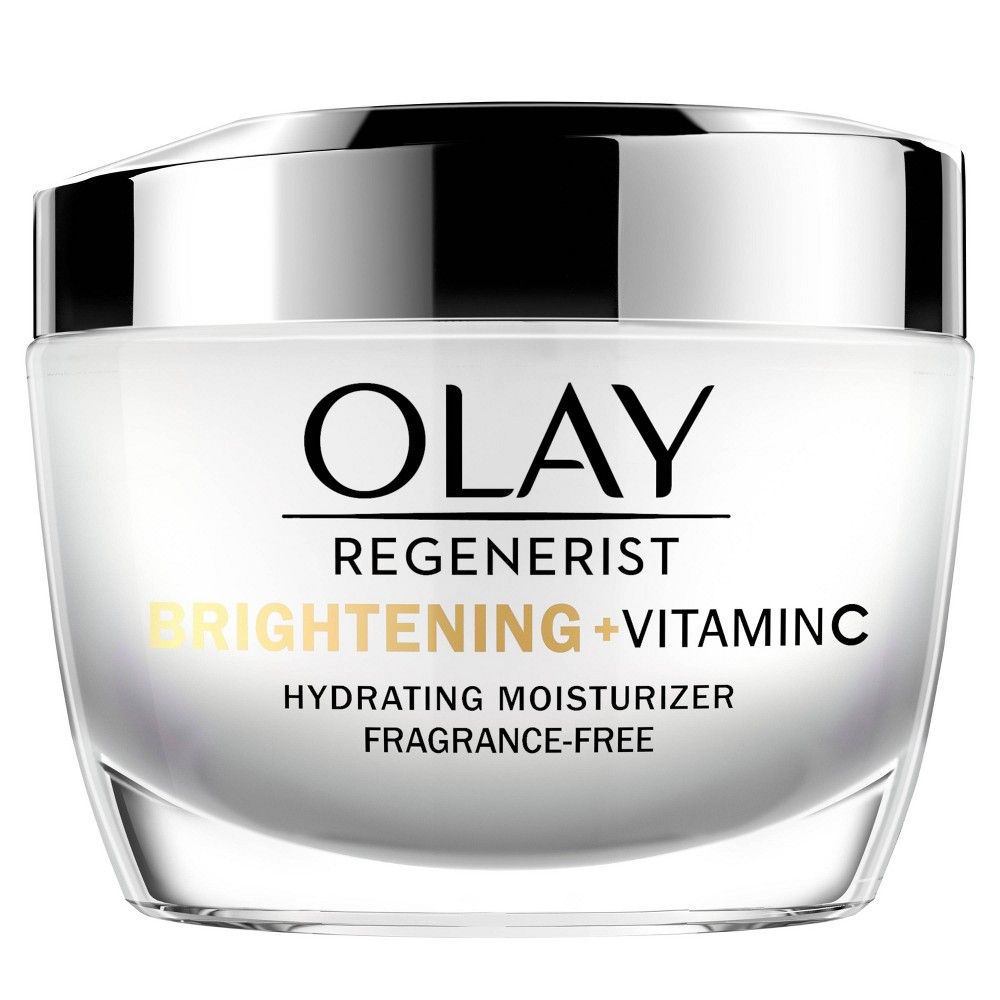 OLAY
REGENERIST
BRIGHTENING + VITAMIN C
HYDRATING MOISTURIZER
FRAGRANCE-FREE